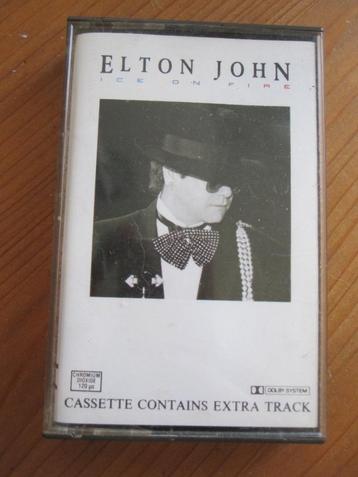 ELTON JOHN
ICE ON FIRE
CHROMIUM
DIOXIDE
120 µs
DOLBY SYSTEM
CASSETTE CONTAINS EXTRA TRACK